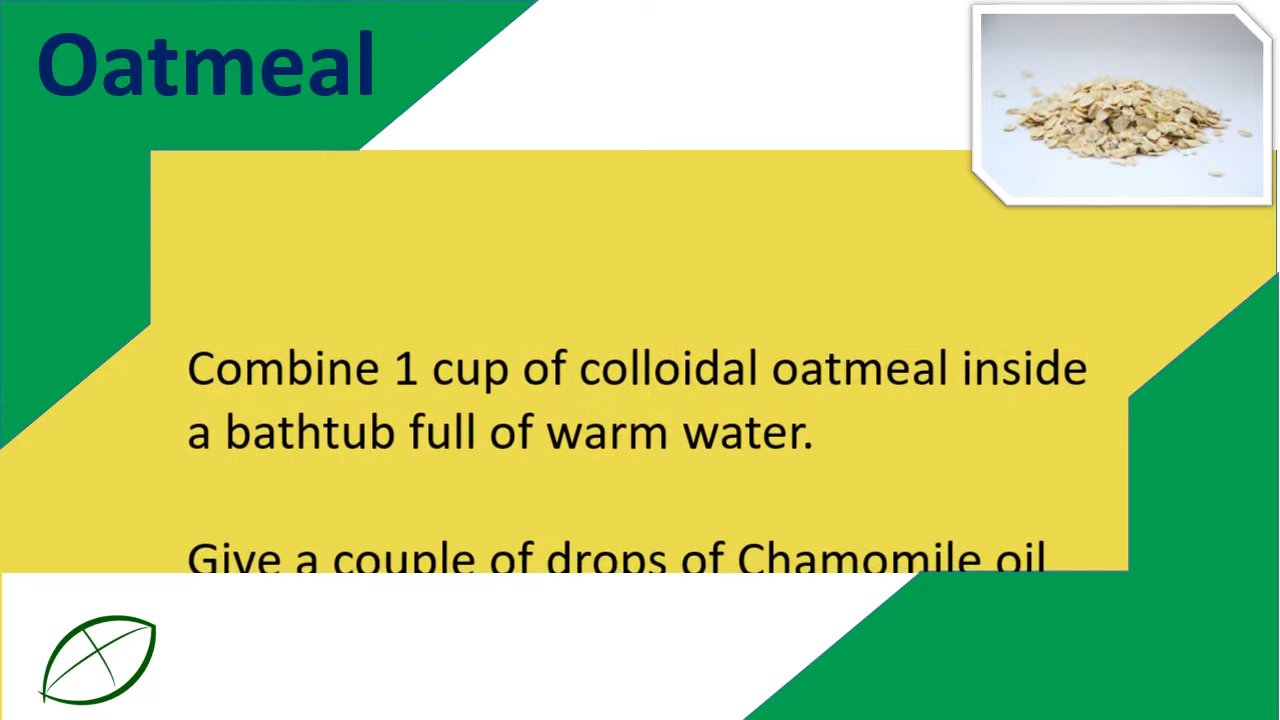 Oatmeal
Combine 1 cup of colloidal oatmeal inside
a bathtub full of warm water.
Give a couple of drops of Chamomile oil